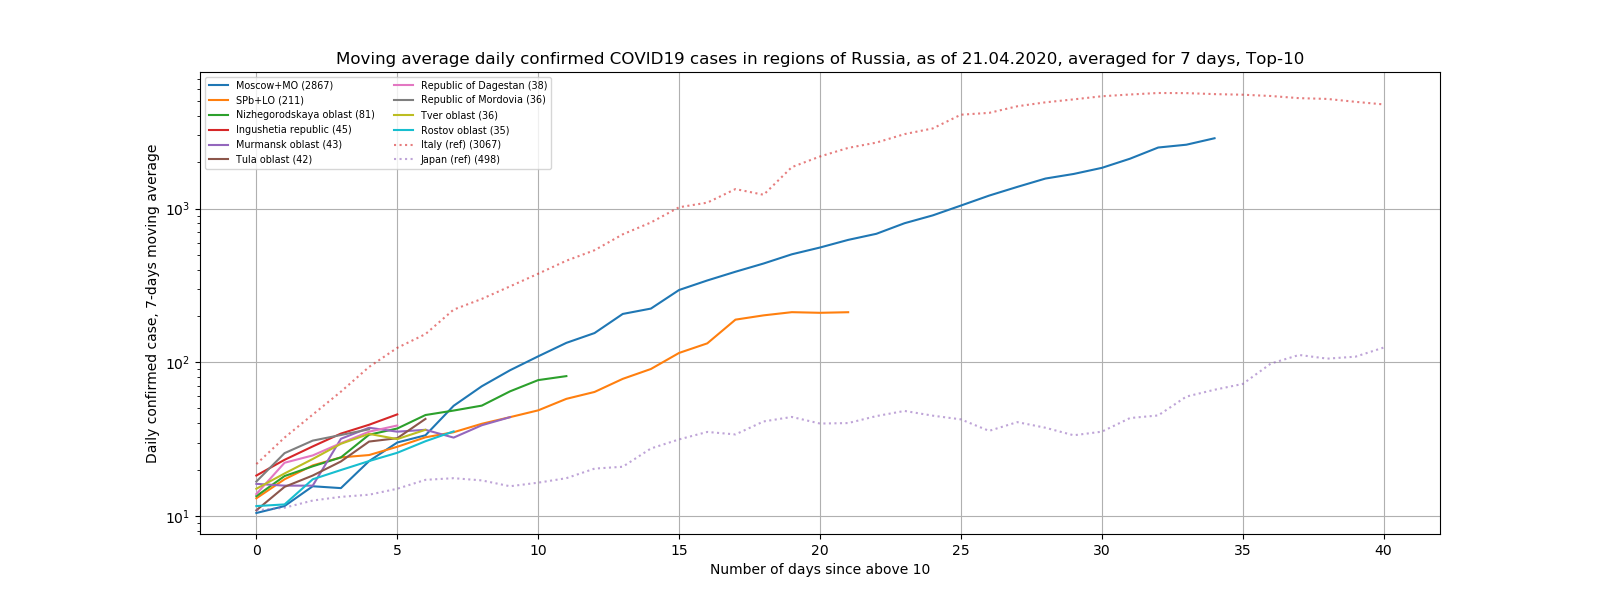 Moving average daily confirmed COVID19 cases in regions of Russia, as of 21.04.2020, averaged for 7 days, Top-10
Moscow+MO (2867)
SPb+LO (211)
Nizhegorodskaya oblast (81)
Ingushetia republic (45)
Murmansk oblast (43)
Tula oblast (42)
Republic of Dagestan (38)
Republic of Mordovia (36)
Tver oblast (36)
Rostov oblast (35)
Italy (ref) (3067)
Japan (ref) (498)
Daily confirmed case, 7-days moving average
10³
10²
10¹
0 5 10 15 20 25 30 35 40
Number of days since above 10